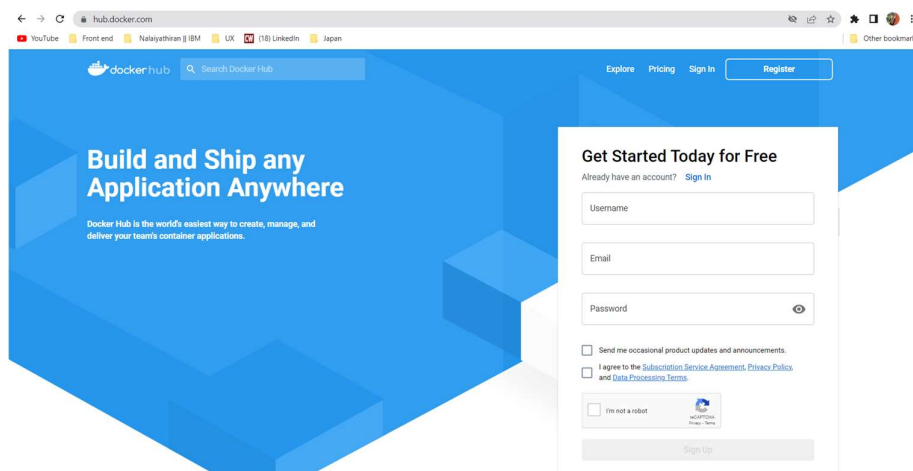 hub.docker.com
YouTube Front end Nalaiyathiran || IBM UX CW (18) LinkedIn Japan Other bookmark
docker hub Search Docker Hub Explore Pricing Sign In Register
Build and Ship any
Application Anywhere
Docker Hub is the world's easiest way to create, manage, and
deliver your team's container applications.
Get Started Today for Free
Already have an account? Sign In
Username
Email
Password
Send me occasional product updates and announcements.
I agree to the Subscription Service Agreement, Privacy Policy,
and Data Processing Terms.
I'm not a robot
reCAPTCHA
Privacy - Terms
Sign Up